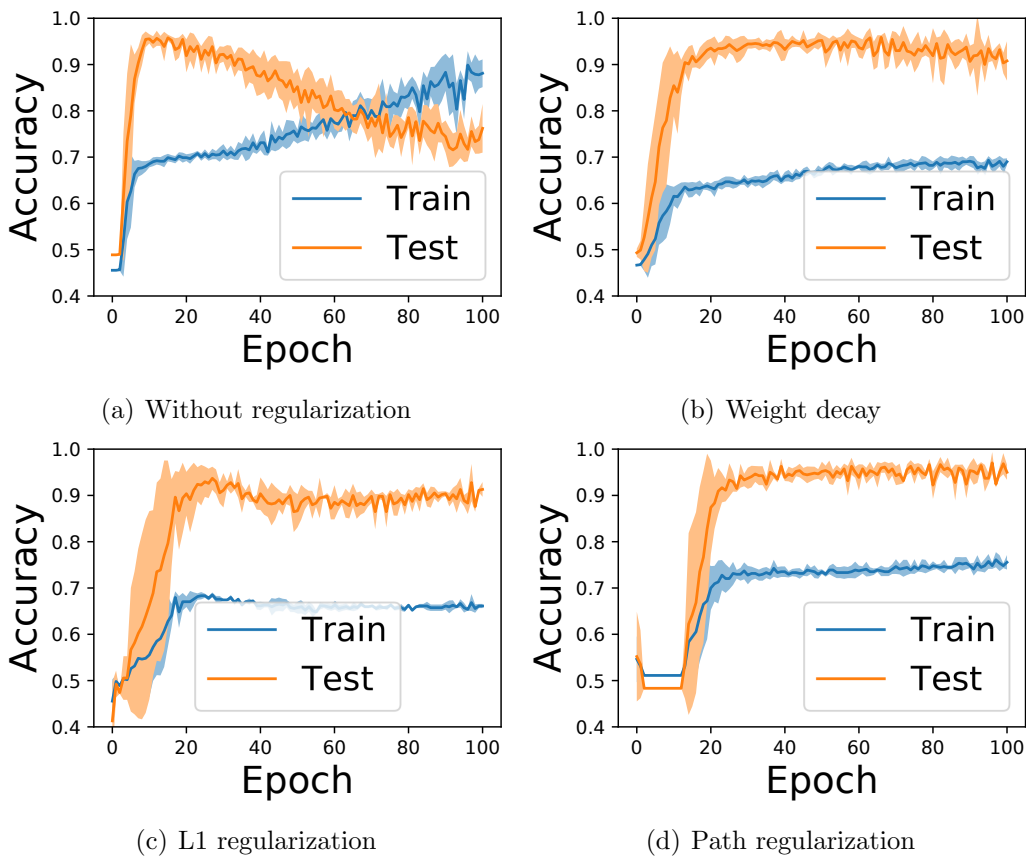 1.0
0.9
0.8
0.7
0.6
0.5
0.4
Accuracy
0 20 40 60 80 100
Epoch
Train
Test
(a) Without regularization
1.0
0.9
0.8
0.7
0.6
0.5
0.4
Accuracy
0 20 40 60 80 100
Epoch
Train
Test
(b) Weight decay
1.0
0.9
0.8
0.7
0.6
0.5
0.4
Accuracy
0 20 40 60 80 100
Epoch
Train
Test
(c) L1 regularization
1.0
0.9
0.8
0.7
0.6
0.5
0.4
Accuracy
0 20 40 60 80 100
Epoch
Train
Test
(d) Path regularization